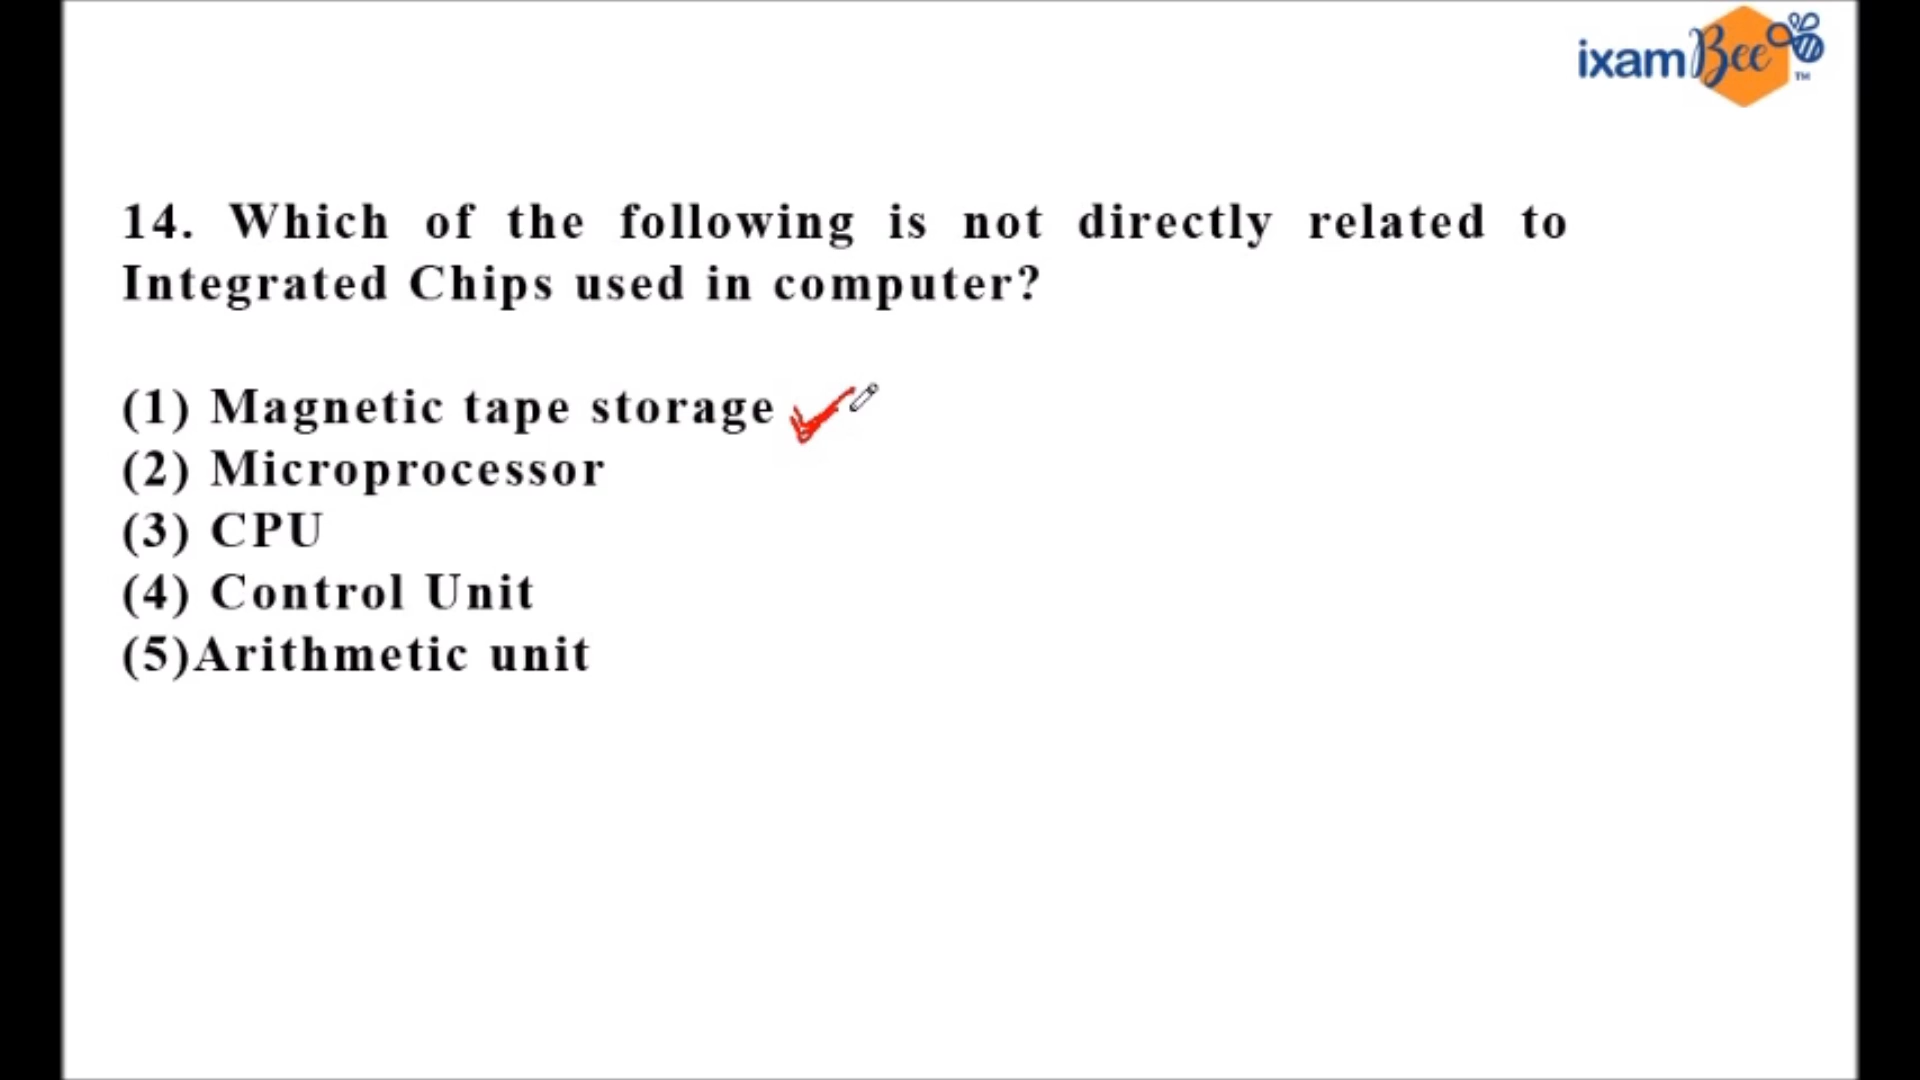 ixamBee™
14. Which of the following is not directly related to
Integrated Chips used in computer?
(1) Magnetic tape storage
(2) Microprocessor
(3) CPU
(4) Control Unit
(5)Arithmetic unit